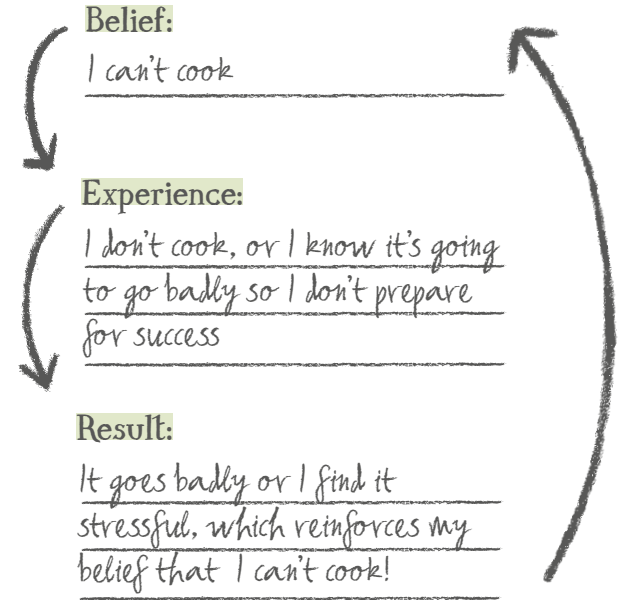 Belief:
I can't cook
Experience:
I don't cook, or I know it's going
to go badly so I don't prepare
for success
Result:
It goes badly or I find it
stressful, which reinforces my
belief that I can't cook!